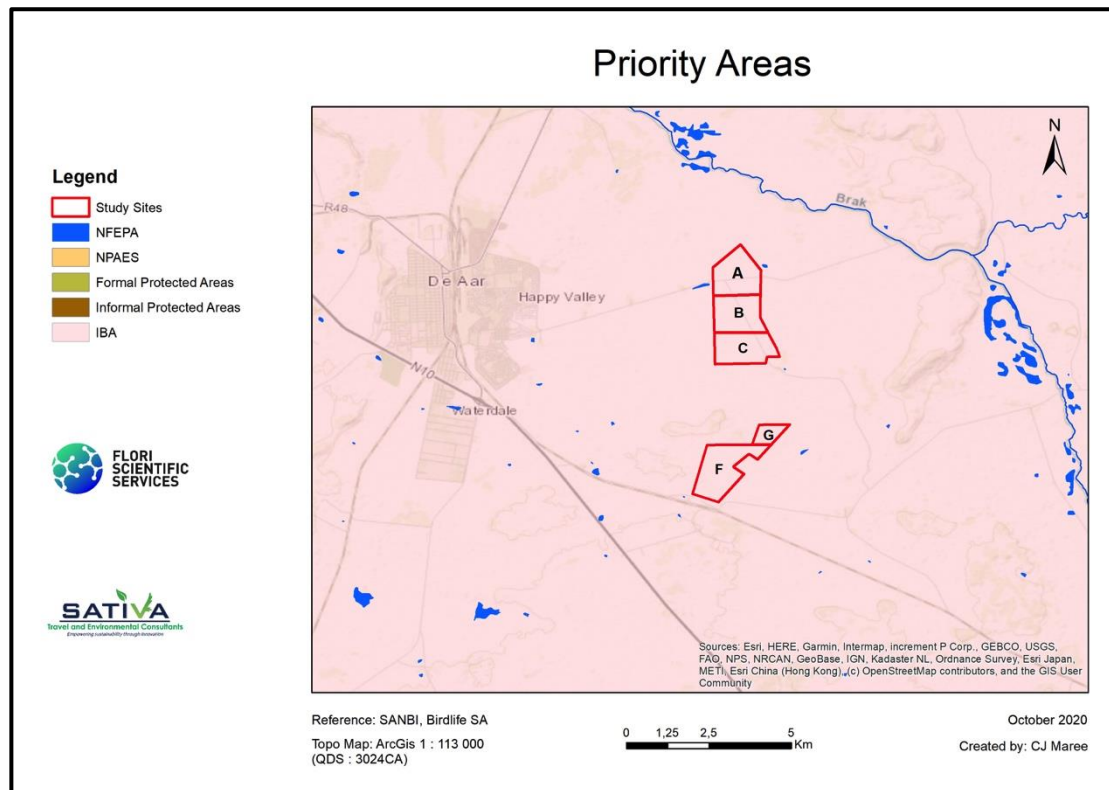 Priority Areas
Legend
Study Sites
NFEPA
NPAES
Formal Protected Areas
Informal Protected Areas
IBA
FLORI
SCIENTIFIC
SERVICES
SATIVA
Travel and Environmental Consultants
Empowering sustainability through innovation
N
R48
Brak
De Aar
Happy Valley
N10
Waterdale
A
B
C
G
F
Sources: Esri, HERE, Garmin, Intermap, increment P Corp., GEBCO, USGS,
FAO, NPS, NRCAN, GeoBase, IGN, Kadaster NL, Ordnance Survey, Esri Japan,
METI, Esri China (Hong Kong), (c) OpenStreetMap contributors, and the GIS User
Community
Reference: SANBI, Birdlife SA
Topo Map: ArcGis 1 : 113 000
(QDS : 3024CA)
0 1,25 2,5 5
Km
October 2020
Created by: CJ Maree